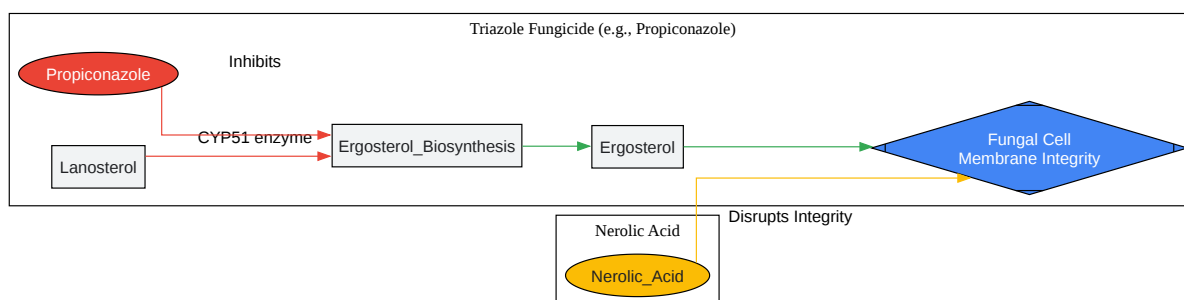 Triazole Fungicide (e.g., Propiconazole)
Inhibits
Propiconazole
CYP51 enzyme
Lanosterol
Ergosterol_Biosynthesis
Ergosterol
Fungal Cell
Membrane Integrity
Disrupts Integrity
Nerolic Acid
Nerolic_Acid